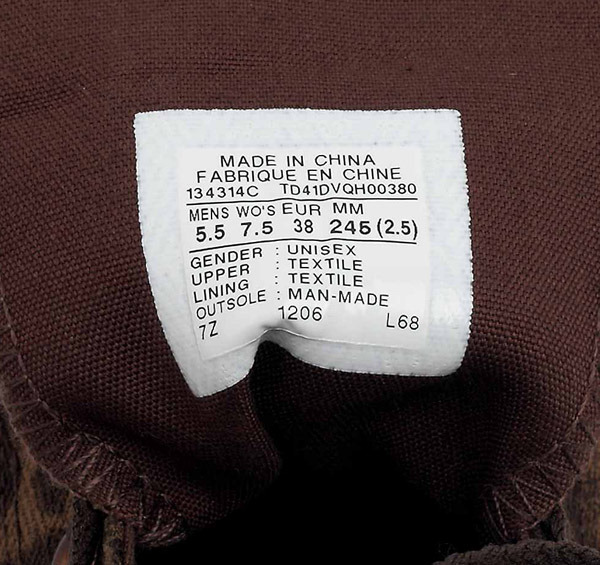 MADE IN CHINA
FABRIQUE EN CHINE
134314C TD41DVQH00380
MENS WO'S EUR MM
5.5 7.5 38 245 (2.5)
GENDER : UNISEX
UPPER : TEXTILE
LINING : TEXTILE
OUTSOLE : MAN-MADE
7Z 1206 L68